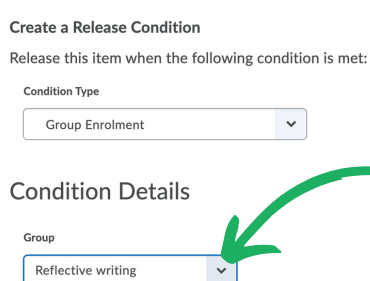 Create a Release Condition
Release this item when the following condition is met:
Condition Type
Group Enrolment
Condition Details
Group
Reflective writing